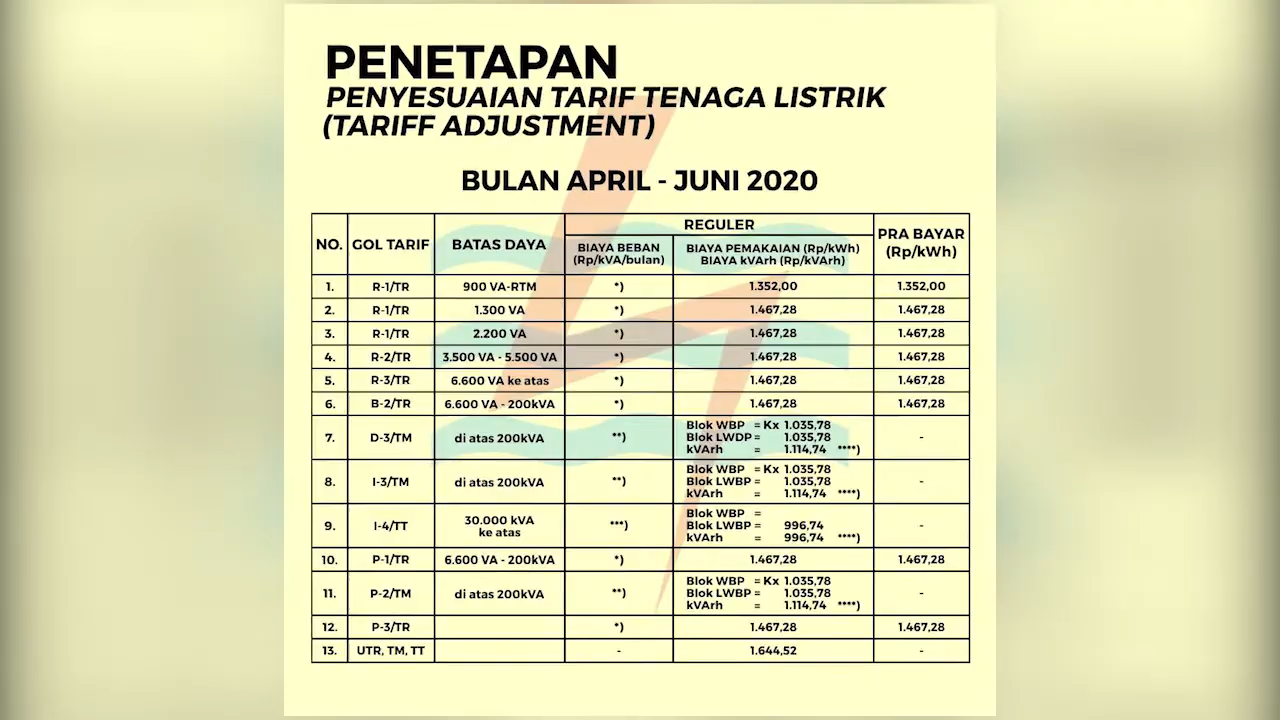 PENETAPAN
PENYESUAIAN TARIF TENAGA LISTRIK
(TARIFF ADJUSTMENT)
BULAN APRIL - JUNI 2020
NO. GOL TARIF BATAS DAYA REGULER PRA BAYAR
(Rp/kWh)
BIAYA BEBAN
(Rp/kVA/bulan)
BIAYA PEMAKAIAN (Rp/kWh)
BIAYA kVArh (Rp/kVArh)
1. R-1/TR 900 VA-RTM *) 1.352,00 1.352,00
2. R-1/TR 1.300 VA *) 1.467,28 1.467,28
3. R-1/TR 2.200 VA *) 1.467,28 1.467,28
4. R-2/TR 3.500 VA - 5.500 VA *) 1.467,28 1.467,28
5. R-3/TR 6.600 VA ke atas *) 1.467,28 1.467,28
6. B-2/TR 6.600 VA - 200kVA *) 1.467,28 1.467,28
7. D-3/TM di atas 200kVA **) Blok WBP = Kx 1.035,78
Blok LWDP = 1.035,78
kVArh = 1.114,74 ****)
-
8. I-3/TM di atas 200kVA **) Blok WBP = Kx 1.035,78
Blok LWBP = 1.035,78
kVArh = 1.114,74 ****)
-
9. I-4/TT 30.000 kVA
ke atas
***) Blok WBP =
Blok LWBP = 996,74
kVArh = 996,74 ****)
-
10. P-1/TR 6.600 VA - 200kVA *) 1.467,28 1.467,28
11. P-2/TM di atas 200kVA **) Blok WBP = Kx 1.035,78
Blok LWBP = 1.035,78
kVArh = 1.114,74 ****)
-
12. P-3/TR *) 1.467,28 1.467,28
13. UTR, TM, TT - 1.644,52 -